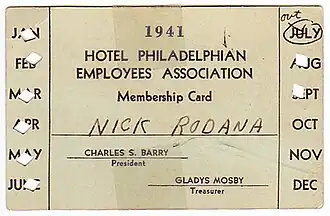 1941
HOTEL PHILADELPHIAN
EMPLOYEES ASSOCIATION
Membership Card
NICK RODANA
CHARLES S. BARRY
President
GLADYS MOSBY
Treasurer
JAN
FEB
MAR
APR
MAY
JUNE
out
JULY
AUG
SEPT
OCT
NOV
DEC